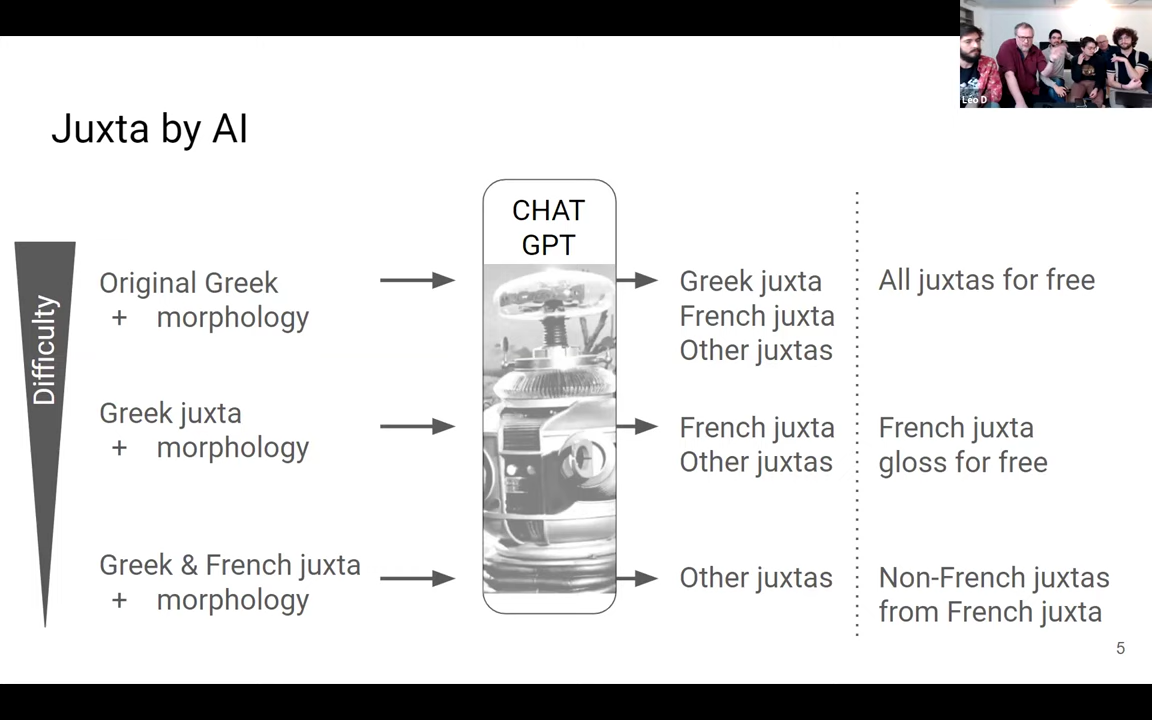 Leo D
Juxta by AI
CHAT
GPT
Difficulty
Original Greek
+ morphology
Greek juxta
French juxta
Other juxtas
All juxtas for free
Greek juxta
+ morphology
French juxta
Other juxtas
French juxta
gloss for free
Greek & French juxta
+ morphology
Other juxtas
Non-French juxtas
from French juxta
5